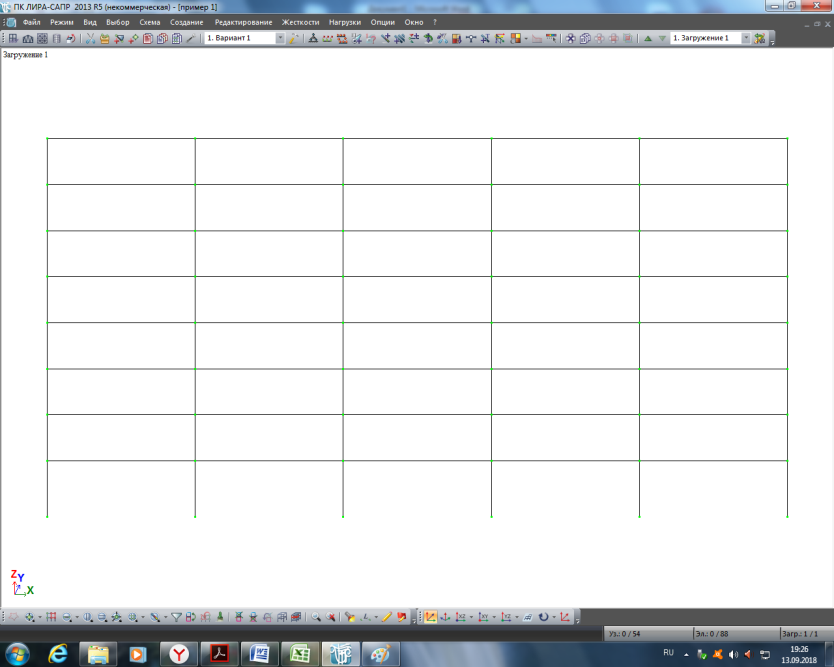 ПК ЛИРА-САПР 2013 R5 (некоммерческая) - [пример 1]
Файл Режим Вид Выбор Схема Создание Редактирование Жесткости Нагрузки Опции Окно ?
1. Вариант 1 1. Загружение 1
Загружение 1
Z
Y
X
Уз.: 0 / 54 Эл.: 0 / 88 Загр.: 1 / 1
RU 19:26
13.09.2018